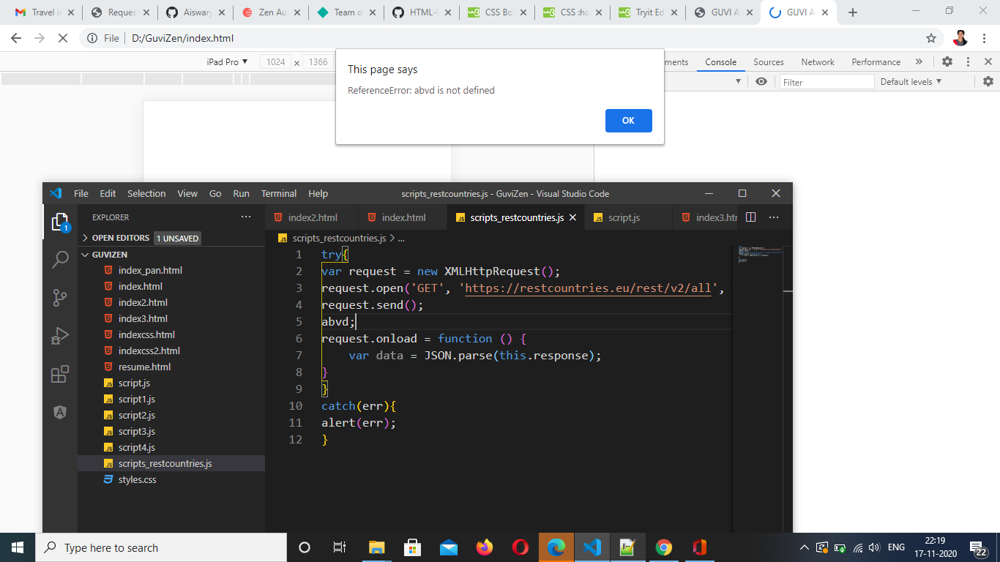 Travel i
Reques
Aiswary
Zen Au
Team o
HTML-
CSS Bo
CSS :ho
Tryit Ed
GUVI A
GUVI A
File
D:/GuviZen/index.html
iPad Pro ▼
1024 x 1366
ments
Console
Sources
Network
Performance
Filter
Default levels ▼
This page says
ReferenceError: abvd is not defined
OK
File Edit Selection View Go Run Terminal Help
scripts_restcountries.js - GuviZen - Visual Studio Code
EXPLORER
index2.html
index.html
scripts_restcountries.js
script.js
index3.htm
1
OPEN EDITORS 1 UNSAVED
GUVIZEN
index_pan.html
index.html
index2.html
index3.html
indexcss.html
indexcss2.html
resume.html
script.js
script1.js
script2.js
script3.js
script4.js
scripts_restcountries.js
styles.css
scripts_restcountries.js > ...
1 try{
2 var request = new XMLHttpRequest();
3 request.open('GET', 'https://restcountries.eu/rest/v2/all',
4 request.send();
5 abvd;
6 request.onload = function () {
7 var data = JSON.parse(this.response);
8 }
9 }
10 catch(err){
11 alert(err);
12 }
Type here to search
ENG
22:19
17-11-2020
22